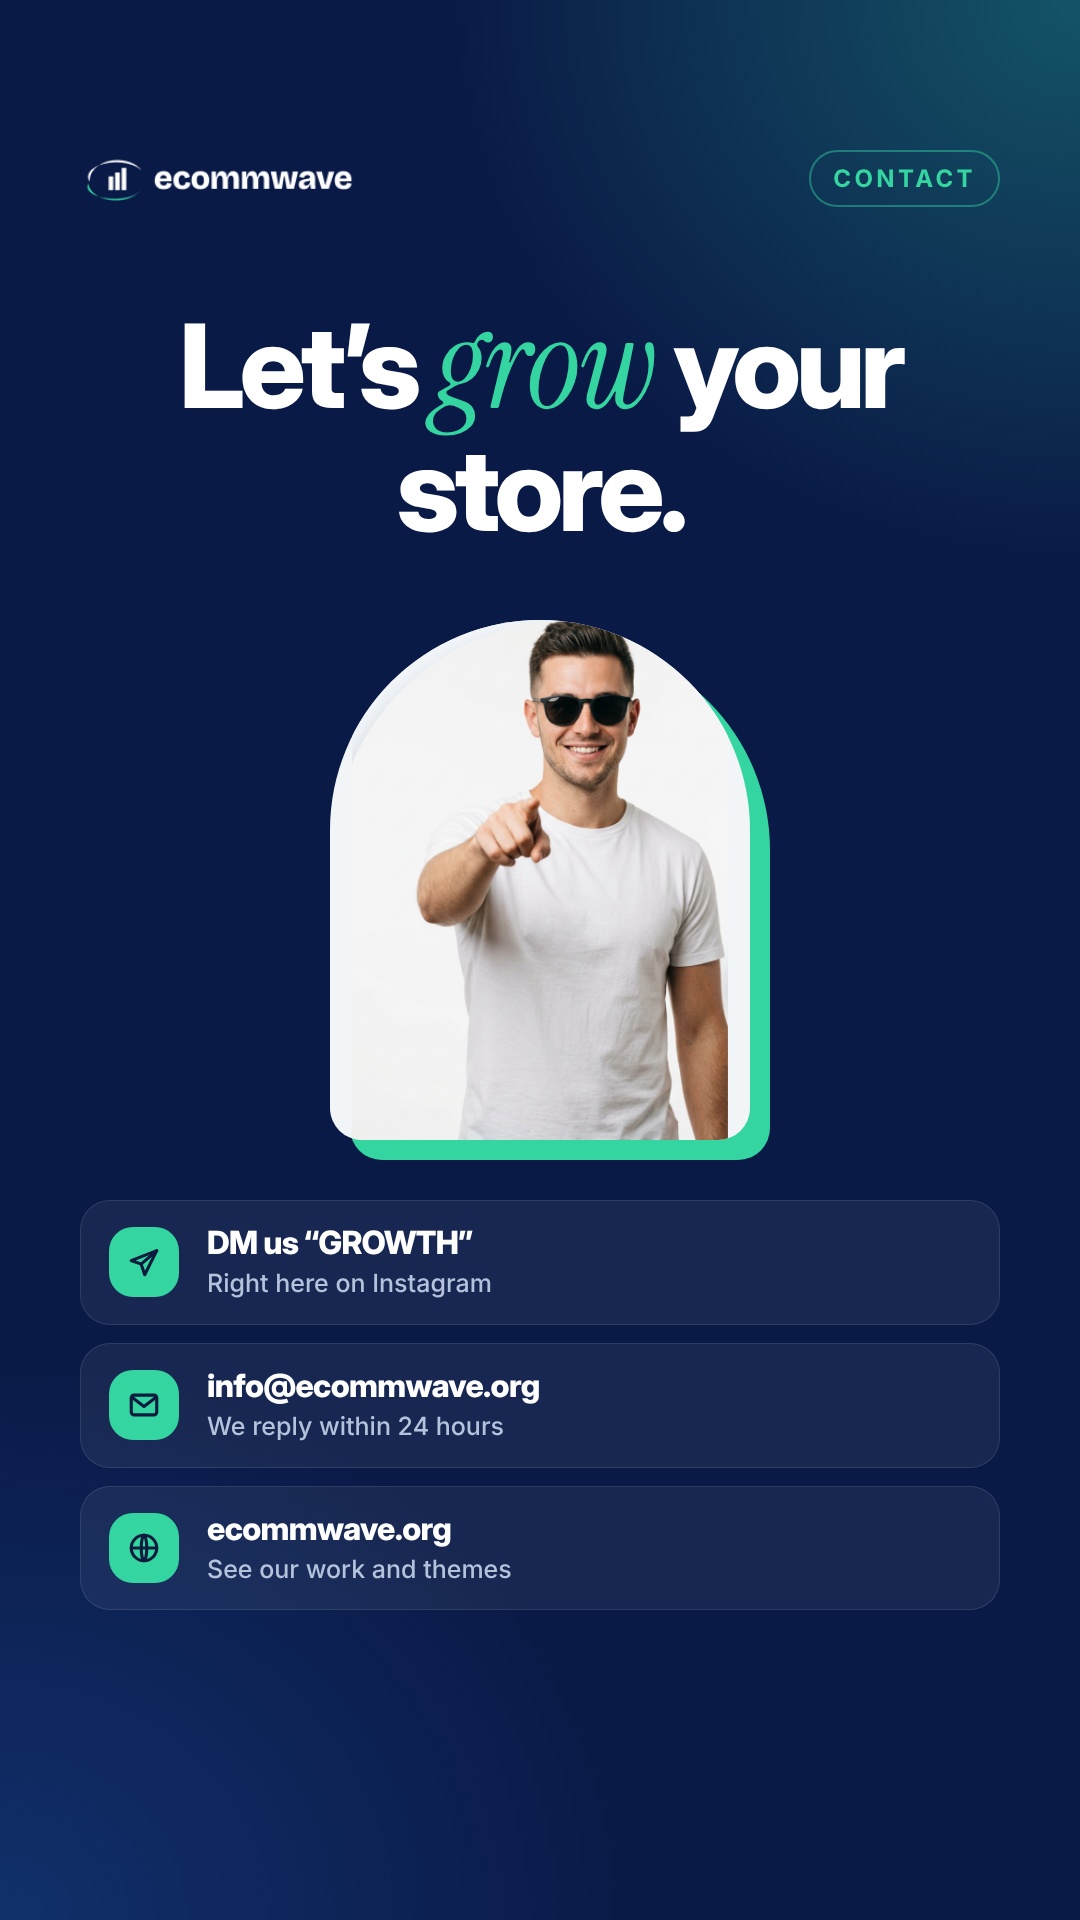 ecommwave
CONTACT
Let’s grow your
store.
DM us “GROWTH”
Right here on Instagram
info@ecommwave.org
We reply within 24 hours
ecommwave.org
See our work and themes